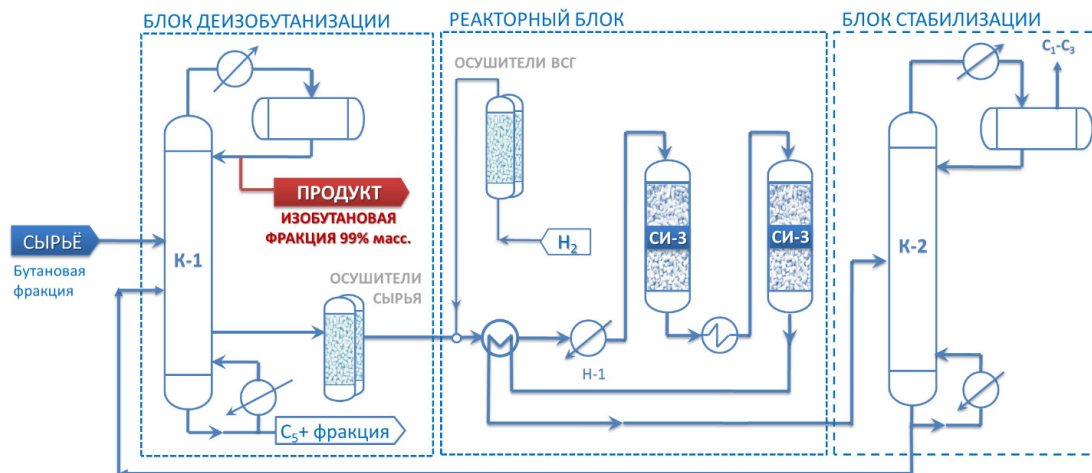 БЛОК ДЕИЗОБУТАНИЗАЦИИ
РЕАКТОРНЫЙ БЛОК
БЛОК СТАБИЛИЗАЦИИ
ОСУШИТЕЛИ ВСГ
C₁-C₃
ПРОДУКТ
ИЗОБУТАНОВАЯ
ФРАКЦИЯ 99% масс.
СЫРЬЁ
Бутановая
фракция
К-1
ОСУШИТЕЛИ
СЫРЬЯ
H₂
СИ-3
СИ-3
К-2
Н-1
C₅+ фракция